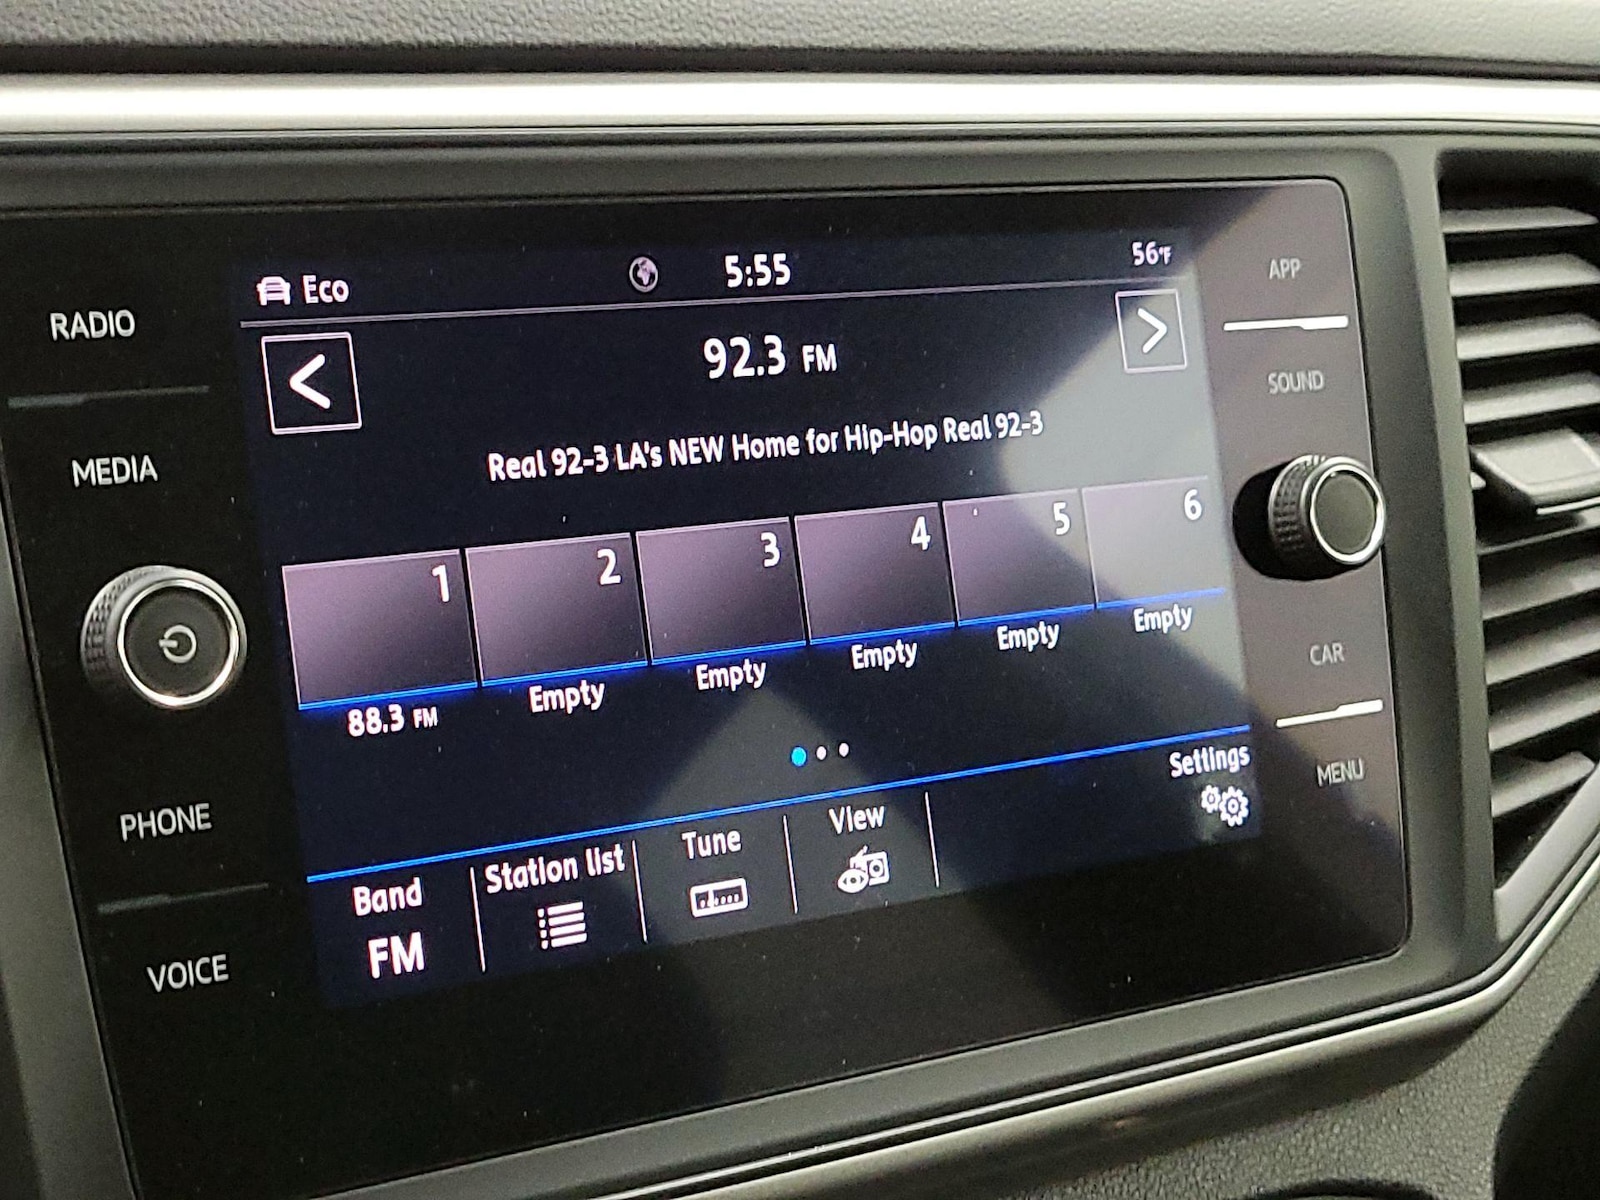 RADIO
MEDIA
PHONE
VOICE
Eco
5:55
56°F
<
92.3 FM
>
Real 92-3 LA's NEW Home for Hip-Hop Real 92-3
1
2
3
4
5
6
88.3 FM
Empty
Empty
Empty
Empty
Empty
Band
FM
Station list
Tune
View
Settings
APP
SOUND
CAR
MENU